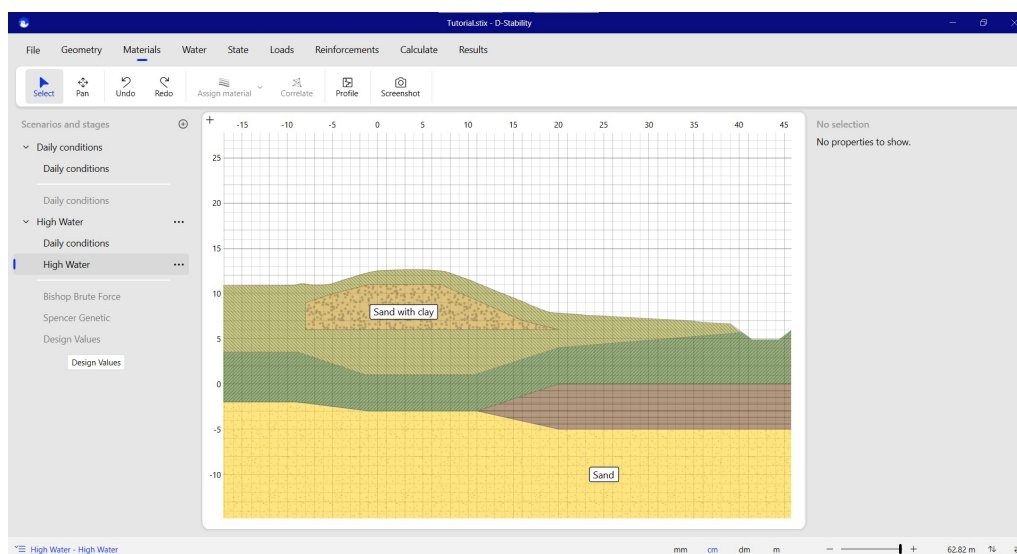 Tutorial.stix - D-Stability
File Geometry Materials Water State Loads Reinforcements Calculate Results
Select Pan Undo Redo Assign material Correlate Profile Screenshot
Scenarios and stages
Daily conditions
Daily conditions
Daily conditions
High Water
Daily conditions
High Water
Bishop Brute Force
Spencer Genetic
Design Values
Design Values
-15 -10 -5 0 5 10 15 20 25 30 35 40 45
25
20
15
10
5
0
-5
-10
Sand with clay
Sand
No selection
No properties to show.
High Water - High Water
mm cm dm m
62.82 m